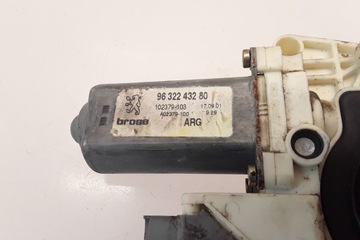 96 322 432 80
102379-103 17.09.01
A02379-100 9 29
brose ARG